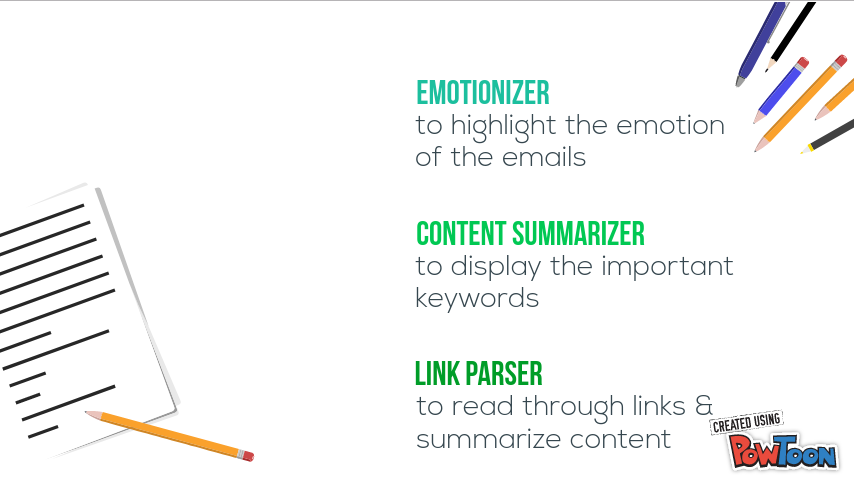 EMOTIONIZER
to highlight the emotion
of the emails
CONTENT SUMMARIZER
to display the important
keywords
LINK PARSER
to read through links &
summarize content
CREATED USING
POWTOON